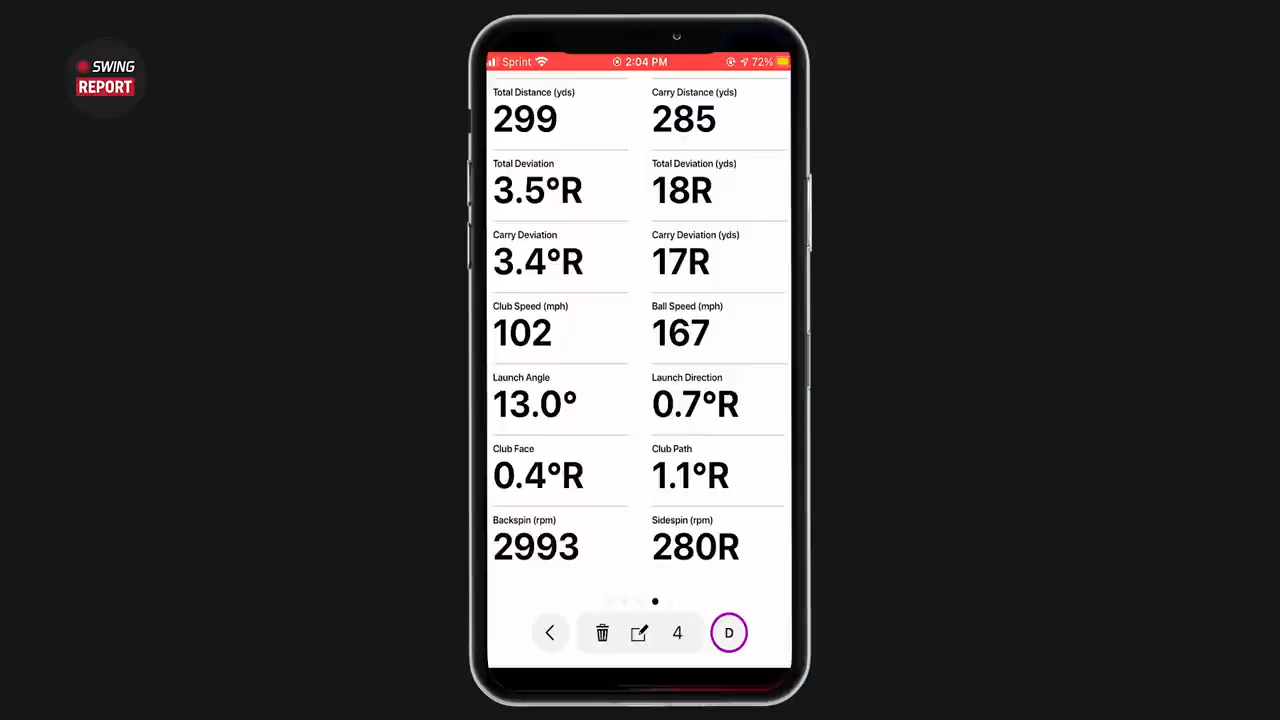 SWING
REPORT
Sprint 2:04 PM 72%
Total Distance (yds) Carry Distance (yds)
299 285
Total Deviation Total Deviation (yds)
3.5°R 18R
Carry Deviation Carry Deviation (yds)
3.4°R 17R
Club Speed (mph) Ball Speed (mph)
102 167
Launch Angle Launch Direction
13.0° 0.7°R
Club Face Club Path
0.4°R 1.1°R
Backspin (rpm) Sidespin (rpm)
2993 280R
4 D